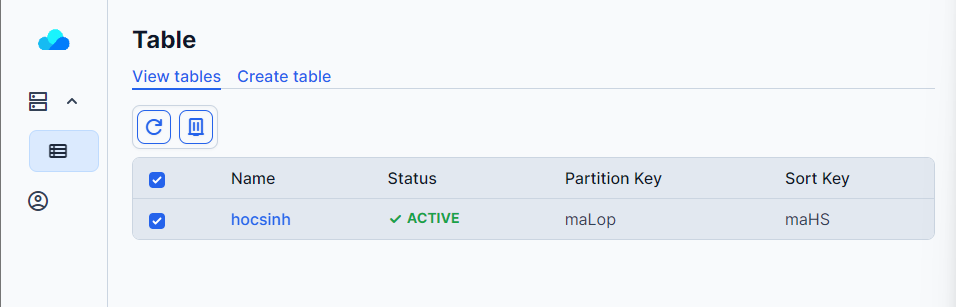 Table
View tables Create table
Name Status Partition Key Sort Key
hocsinh ACTIVE maLop maHS